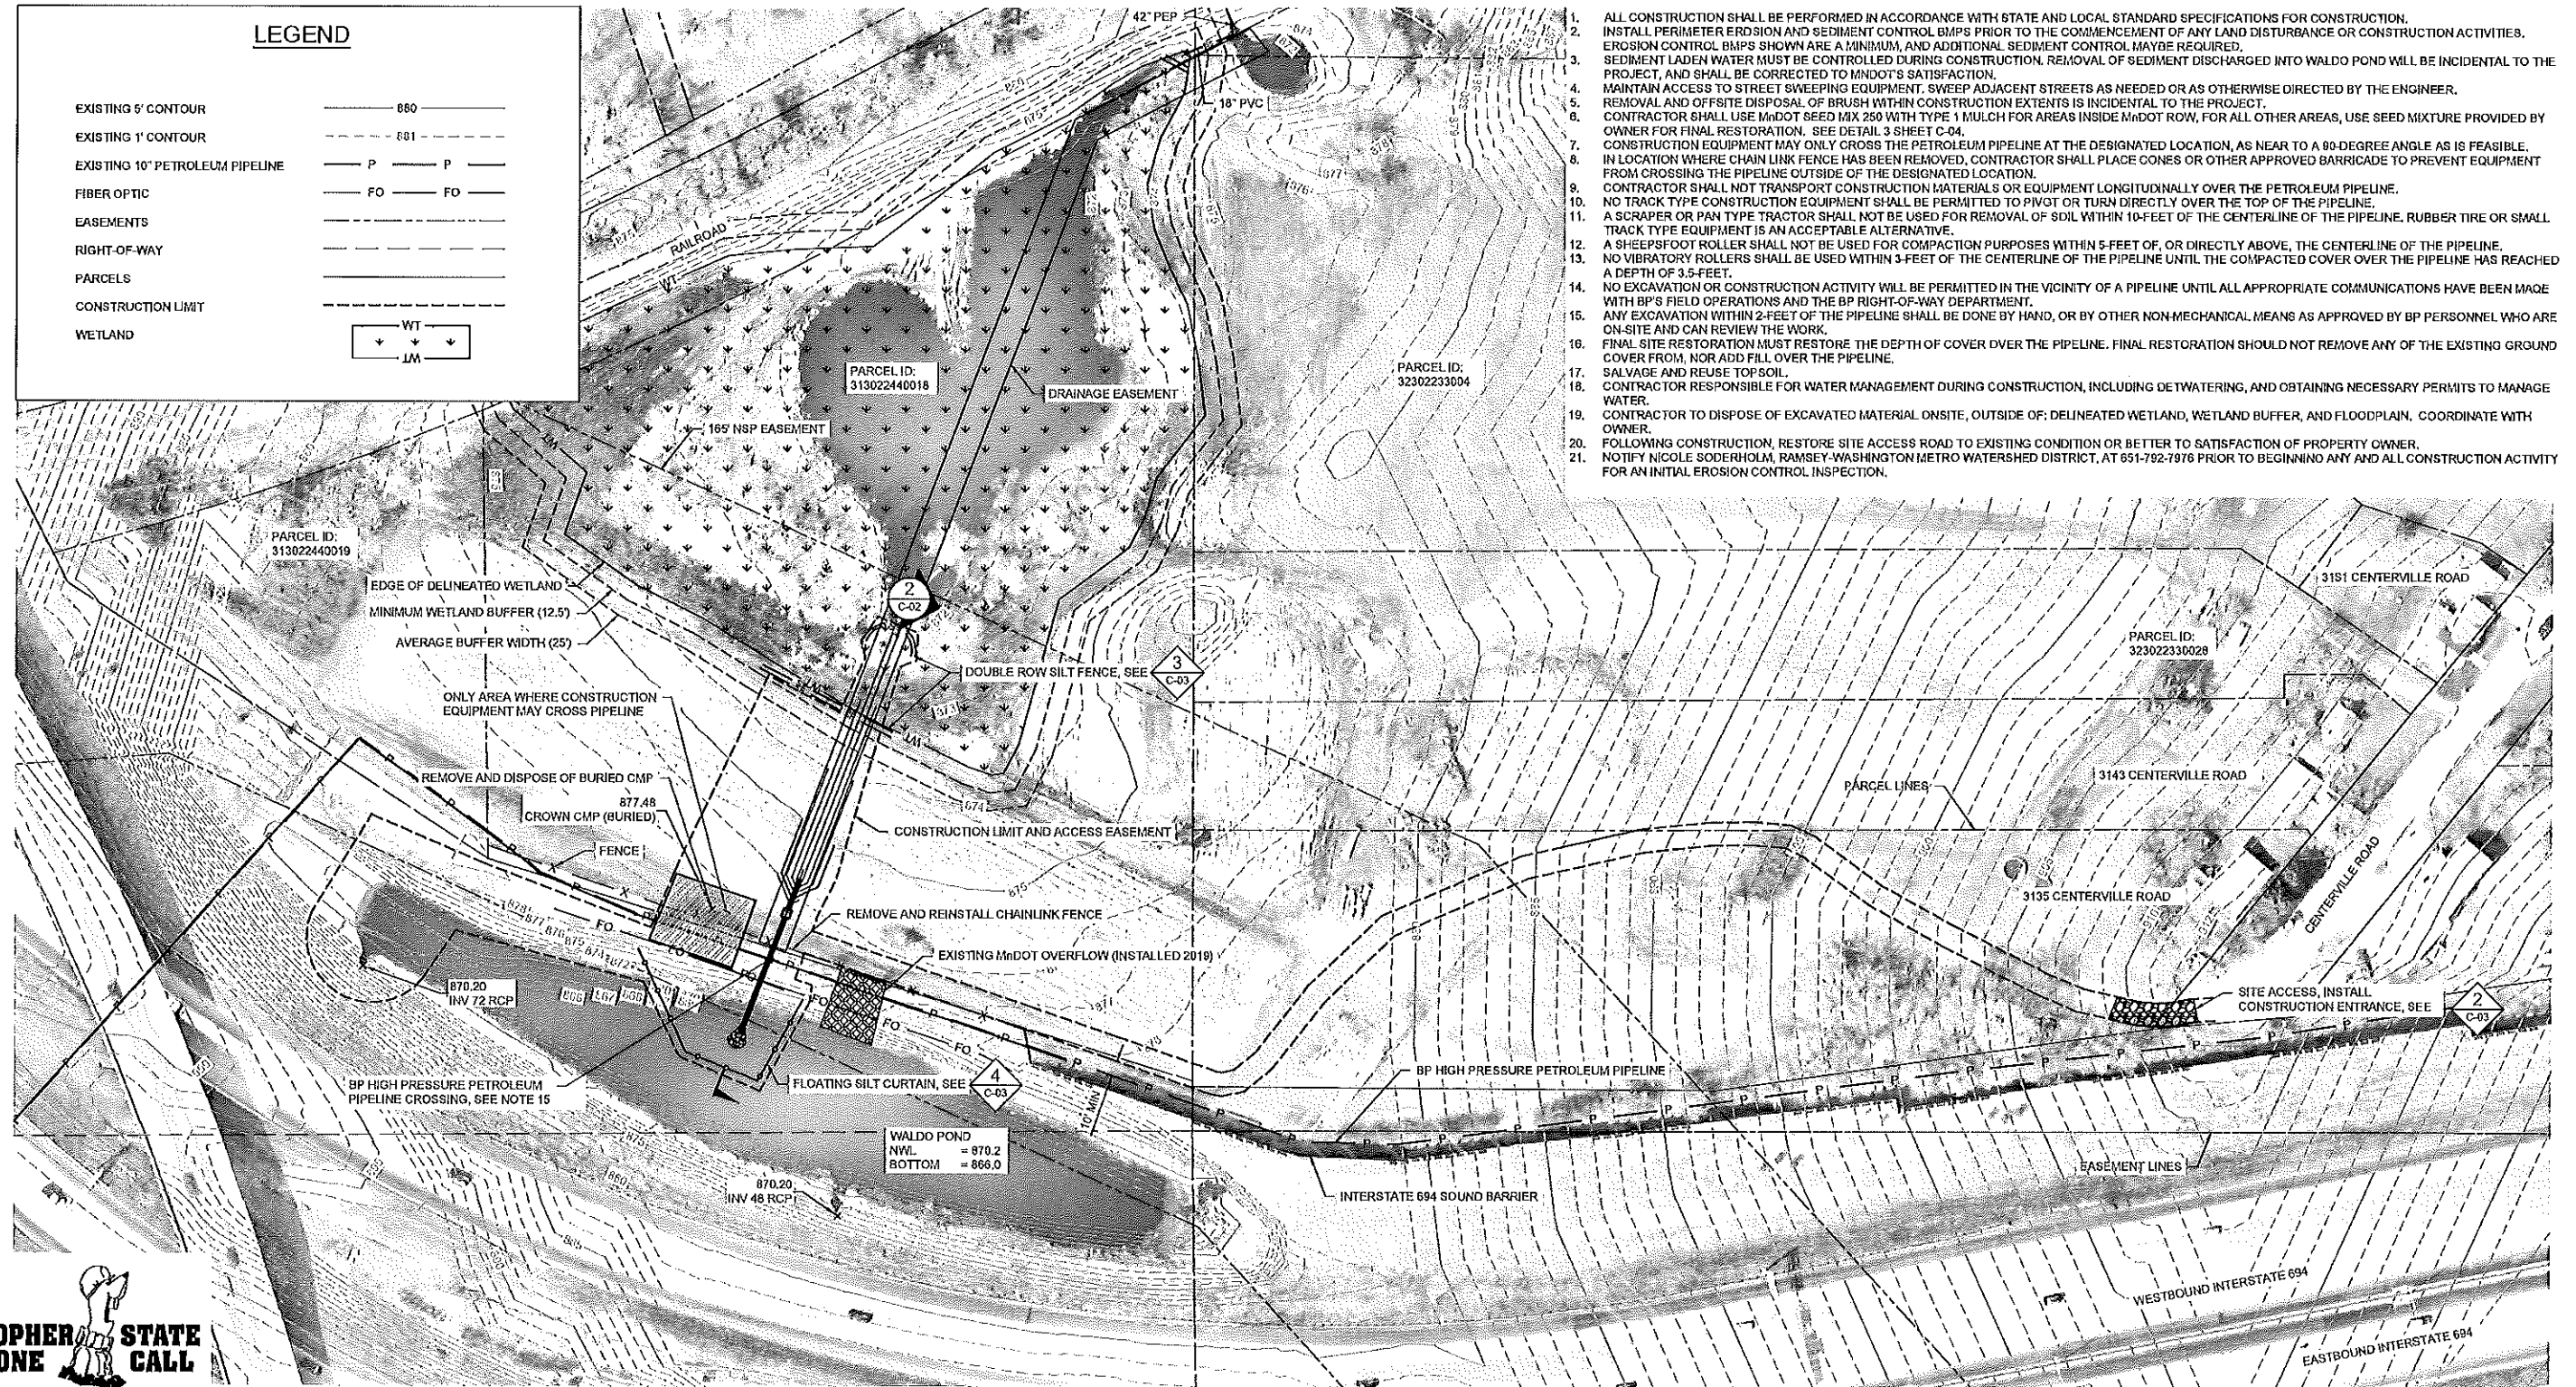 LEGEND
EXISTING 5' CONTOUR
880
EXISTING 1' CONTOUR
881
EXISTING 10" PETROLEUM PIPELINE
P P
FIBER OPTIC
FO FO
EASEMENTS
RIGHT-OF-WAY
PARCELS
CONSTRUCTION LIMIT
WETLAND
WT
WT
1. ALL CONSTRUCTION SHALL BE PERFORMED IN ACCORDANCE WITH STATE AND LOCAL STANDARD SPECIFICATIONS FOR CONSTRUCTION.
2. INSTALL PERIMETER EROSION AND SEDIMENT CONTROL BMPS PRIOR TO THE COMMENCEMENT OF ANY LAND DISTURBANCE OR CONSTRUCTION ACTIVITIES.
EROSION CONTROL BMPS SHOWN ARE A MINIMUM, AND ADDITIONAL SEDIMENT CONTROL MAYBE REQUIRED.
3. SEDIMENT LADEN WATER MUST BE CONTROLLED DURING CONSTRUCTION. REMOVAL OF SEDIMENT DISCHARGED INTO WALDO POND WILL BE INCIDENTAL TO THE
PROJECT, AND SHALL BE CORRECTED TO MNDOT'S SATISFACTION.
4. MAINTAIN ACCESS TO STREET SWEEPING EQUIPMENT. SWEEP ADJACENT STREETS AS NEEDED OR AS OTHERWISE DIRECTED BY THE ENGINEER.
5. REMOVAL AND OFFSITE DISPOSAL OF BRUSH WITHIN CONSTRUCTION EXTENTS IS INCIDENTAL TO THE PROJECT.
6. CONTRACTOR SHALL USE MnDOT SEED MIX 250 WITH TYPE 1 MULCH FOR AREAS INSIDE MnDOT ROW, FOR ALL OTHER AREAS, USE SEED MIXTURE PROVIDED BY
OWNER FOR FINAL RESTORATION. SEE DETAIL 3 SHEET C-04.
7. CONSTRUCTION EQUIPMENT MAY ONLY CROSS THE PETROLEUM PIPELINE AT THE DESIGNATED LOCATION, AS NEAR TO A 90-DEGREE ANGLE AS IS FEASIBLE.
8. IN LOCATION WHERE CHAIN LINK FENCE HAS BEEN REMOVED, CONTRACTOR SHALL PLACE CONES OR OTHER APPROVED BARRICADE TO PREVENT EQUIPMENT
FROM CROSSING THE PIPELINE OUTSIDE OF THE DESIGNATED LOCATION.
9. CONTRACTOR SHALL NOT TRANSPORT CONSTRUCTION MATERIALS OR EQUIPMENT LONGITUDINALLY OVER THE PETROLEUM PIPELINE.
10. NO TRACK TYPE CONSTRUCTION EQUIPMENT SHALL BE PERMITTED TO PIVOT OR TURN DIRECTLY OVER THE TOP OF THE PIPELINE.
11. A SCRAPER OR PAN TYPE TRACTOR SHALL NOT BE USED FOR REMOVAL OF SOIL WITHIN 10-FEET OF THE CENTERLINE OF THE PIPELINE. RUBBER TIRE OR SMALL
TRACK TYPE EQUIPMENT IS AN ACCEPTABLE ALTERNATIVE.
12. A SHEEPSFOOT ROLLER SHALL NOT BE USED FOR COMPACTION PURPOSES WITHIN 5-FEET OF, OR DIRECTLY ABOVE, THE CENTERLINE OF THE PIPELINE.
13. NO VIBRATORY ROLLERS SHALL BE USED WITHIN 3-FEET OF THE CENTERLINE OF THE PIPELINE UNTIL THE COMPACTED COVER OVER THE PIPELINE HAS REACHED
A DEPTH OF 3.5-FEET.
14. NO EXCAVATION OR CONSTRUCTION ACTIVITY WILL BE PERMITTED IN THE VICINITY OF A PIPELINE UNTIL ALL APPROPRIATE COMMUNICATIONS HAVE BEEN MADE
WITH BP'S FIELD OPERATIONS AND THE BP RIGHT-OF-WAY DEPARTMENT.
15. ANY EXCAVATION WITHIN 2-FEET OF THE PIPELINE SHALL BE DONE BY HAND, OR BY OTHER NON-MECHANICAL MEANS AS APPROVED BY BP PERSONNEL WHO ARE
ON-SITE AND CAN REVIEW THE WORK.
16. FINAL SITE RESTORATION MUST RESTORE THE DEPTH OF COVER OVER THE PIPELINE. FINAL RESTORATION SHOULD NOT REMOVE ANY OF THE EXISTING GROUND
COVER FROM, NOR ADD FILL OVER THE PIPELINE.
17. SALVAGE AND REUSE TOPSOIL.
18. CONTRACTOR RESPONSIBLE FOR WATER MANAGEMENT DURING CONSTRUCTION, INCLUDING DETWATERING, AND OBTAINING NECESSARY PERMITS TO MANAGE
WATER.
19. CONTRACTOR TO DISPOSE OF EXCAVATED MATERIAL ONSITE, OUTSIDE OF: DELINEATED WETLAND, WETLAND BUFFER, AND FLOODPLAIN. COORDINATE WITH
OWNER.
20. FOLLOWING CONSTRUCTION, RESTORE SITE ACCESS ROAD TO EXISTING CONDITION OR BETTER TO SATISFACTION OF PROPERTY OWNER.
21. NOTIFY NICOLE SODERHOLM, RAMSEY-WASHINGTON METRO WATERSHED DISTRICT, AT 651-792-7976 PRIOR TO BEGINNING ANY AND ALL CONSTRUCTION ACTIVITY
FOR AN INITIAL EROSION CONTROL INSPECTION.
42" PEP
18" PVC
RAILROAD
PARCEL ID:
313022440018
DRAINAGE EASEMENT
PARCEL ID:
32302233004
165' NSP EASEMENT
PARCEL ID:
313022440019
EDGE OF DELINEATED WETLAND
MINIMUM WETLAND BUFFER (12.5')
AVERAGE BUFFER WIDTH (25')
2
C-02
DOUBLE ROW SILT FENCE, SEE
3
C-03
3151 CENTERVILLE ROAD
PARCEL ID:
323022330028
ONLY AREA WHERE CONSTRUCTION
EQUIPMENT MAY CROSS PIPELINE
REMOVE AND DISPOSE OF BURIED CMP
877.48
CROWN CMP (BURIED)
FENCE
CONSTRUCTION LIMIT AND ACCESS EASEMENT
3143 CENTERVILLE ROAD
PARCEL LINES
3135 CENTERVILLE ROAD
CENTERVILLE ROAD
REMOVE AND REINSTALL CHAINLINK FENCE
EXISTING MnDOT OVERFLOW (INSTALLED 2019)
870.20
INV 72 RCP
SITE ACCESS, INSTALL
CONSTRUCTION ENTRANCE, SEE
2
C-03
BP HIGH PRESSURE PETROLEUM
PIPELINE CROSSING, SEE NOTE 15
FLOATING SILT CURTAIN, SEE
4
C-03
10' MIN
BP HIGH PRESSURE PETROLEUM PIPELINE
WALDO POND
NWL = 870.2
BOTTOM = 866.0
870.20
INV 48 RCP
INTERSTATE 694 SOUND BARRIER
EASEMENT LINES
WESTBOUND INTERSTATE 694
EASTBOUND INTERSTATE 694
OPHER STATE
ONE CALL